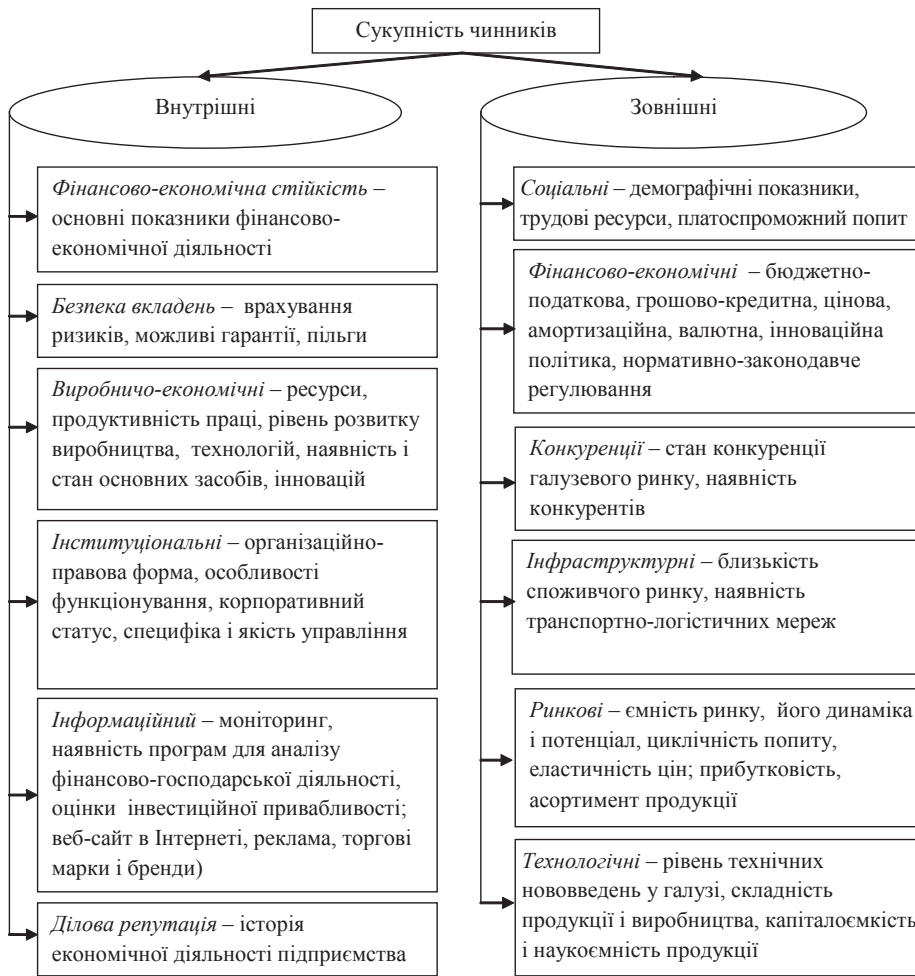 Сукупність чинників
Внутрішні
Фінансово-економічна стійкість –
основні показники фінансово-
економічної діяльності
Безпека вкладень – врахування
ризиків, можливі гарантії, пільги
Виробничо-економічні – ресурси,
продуктивність праці, рівень розвитку
виробництва, технологій, наявність і
стан основних засобів, інновацій
Інституціональні – організаційно-
правова форма, особливості
функціонування, корпоративний
статус, специфіка і якість управління
Інформаційний – моніторинг,
наявність програм для аналізу
фінансово-господарської діяльності,
оцінки інвестиційної привабливості;
веб-сайт в Інтернеті, реклама, торгові
марки і бренди)
Ділова репутація – історія
економічної діяльності підприємства
Зовнішні
Соціальні – демографічні показники,
трудові ресурси, платоспроможний попит
Фінансово-економічні – бюджетно-
податкова, грошово-кредитна, цінова,
амортизаційна, валютна, інноваційна
політика, нормативно-законодавче
регулювання
Конкуренції – стан конкуренції
галузевого ринку, наявність
конкурентів
Інфраструктурні – близькість
споживчого ринку, наявність
транспортно-логістичних мереж
Ринкові – ємність ринку, його динаміка
і потенціал, циклічність попиту,
еластичність цін; прибутковість,
асортимент продукції
Технологічні – рівень технічних
нововведень у галузі, складність
продукції і виробництва, капіталоємкість
і наукоємність продукції